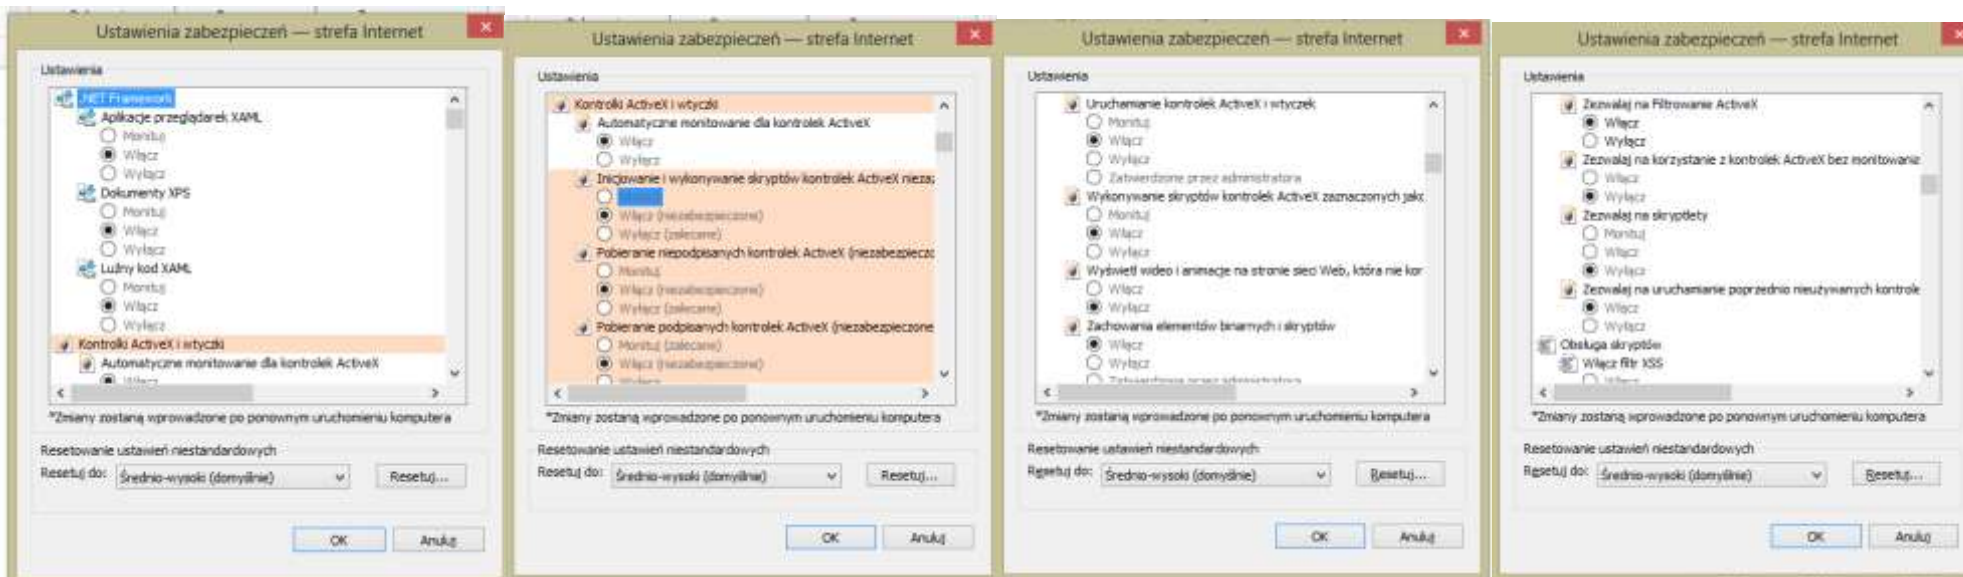 Ustawienia zabezpieczeń — strefa Internet
Ustawienia
.NET Framework
Aplikacje przeglądarek XAML
Monituj
Włącz
Wyłącz
Dokumenty XPS
Monituj
Włącz
Wyłącz
Luźny kod XAML
Monituj
Włącz
Wyłącz
Kontrolki ActiveX i wtyczki
Automatyczne monitowanie dla kontrolek ActiveX
Włącz
*Zmiany zostaną wprowadzone po ponownym uruchomieniu komputera
Resetowanie ustawień niestandardowych
Resetuj do: Średnio-wysoki (domyślnie) Resetuj...
OK Anuluj
Ustawienia zabezpieczeń — strefa Internet
Ustawienia
Kontrolki ActiveX i wtyczki
Automatyczne monitowanie dla kontrolek ActiveX
Włącz
Wyłącz
Inicjowanie i wykonywanie skryptów kontrolek ActiveX niezaz
Włącz (niezabezpieczone)
Wyłącz (zalecane)
Pobieranie niepodpisanych kontrolek ActiveX (niezabezpieczo
Monituj
Włącz (niezabezpieczone)
Wyłącz (zalecane)
Pobieranie podpisanych kontrolek ActiveX (niezabezpieczone
Monituj (zalecane)
Włącz (niezabezpieczone)
Wyłącz
*Zmiany zostaną wprowadzone po ponownym uruchomieniu komputera
Resetowanie ustawień niestandardowych
Resetuj do: Średnio-wysoki (domyślnie) Resetuj...
OK Anuluj
Ustawienia zabezpieczeń — strefa Internet
Ustawienia
Uruchamianie kontrolek ActiveX i wtyczek
Monituj
Włącz
Wyłącz
Zatwierdzone przez administratora
Wykonywanie skryptów kontrolek ActiveX zaznaczonych jako
Monituj
Włącz
Wyłącz
Wyświetl wideo i animacje na stronie sieci Web, która nie kor
Włącz
Wyłącz
Zachowania elementów binarnych i skryptów
Włącz
Wyłącz
Zatwierdzone przez administratora
*Zmiany zostaną wprowadzone po ponownym uruchomieniu komputera
Resetowanie ustawień niestandardowych
Resetuj do: Średnio-wysoki (domyślnie) Resetuj...
OK Anuluj
Ustawienia zabezpieczeń — strefa Internet
Ustawienia
Zezwalaj na Filtrowanie ActiveX
Włącz
Wyłącz
Zezwalaj na korzystanie z kontrolek ActiveX bez monitowanie
Włącz
Wyłącz
Zezwalaj na skryptlety
Monituj
Włącz
Wyłącz
Zezwalaj na uruchamianie poprzednio nieużywanych kontrole
Włącz
Wyłącz
Obsługa skryptów
Włącz filtr XSS
Włącz
*Zmiany zostaną wprowadzone po ponownym uruchomieniu komputera
Resetowanie ustawień niestandardowych
Resetuj do: Średnio-wysoki (domyślnie) Resetuj...
OK Anuluj